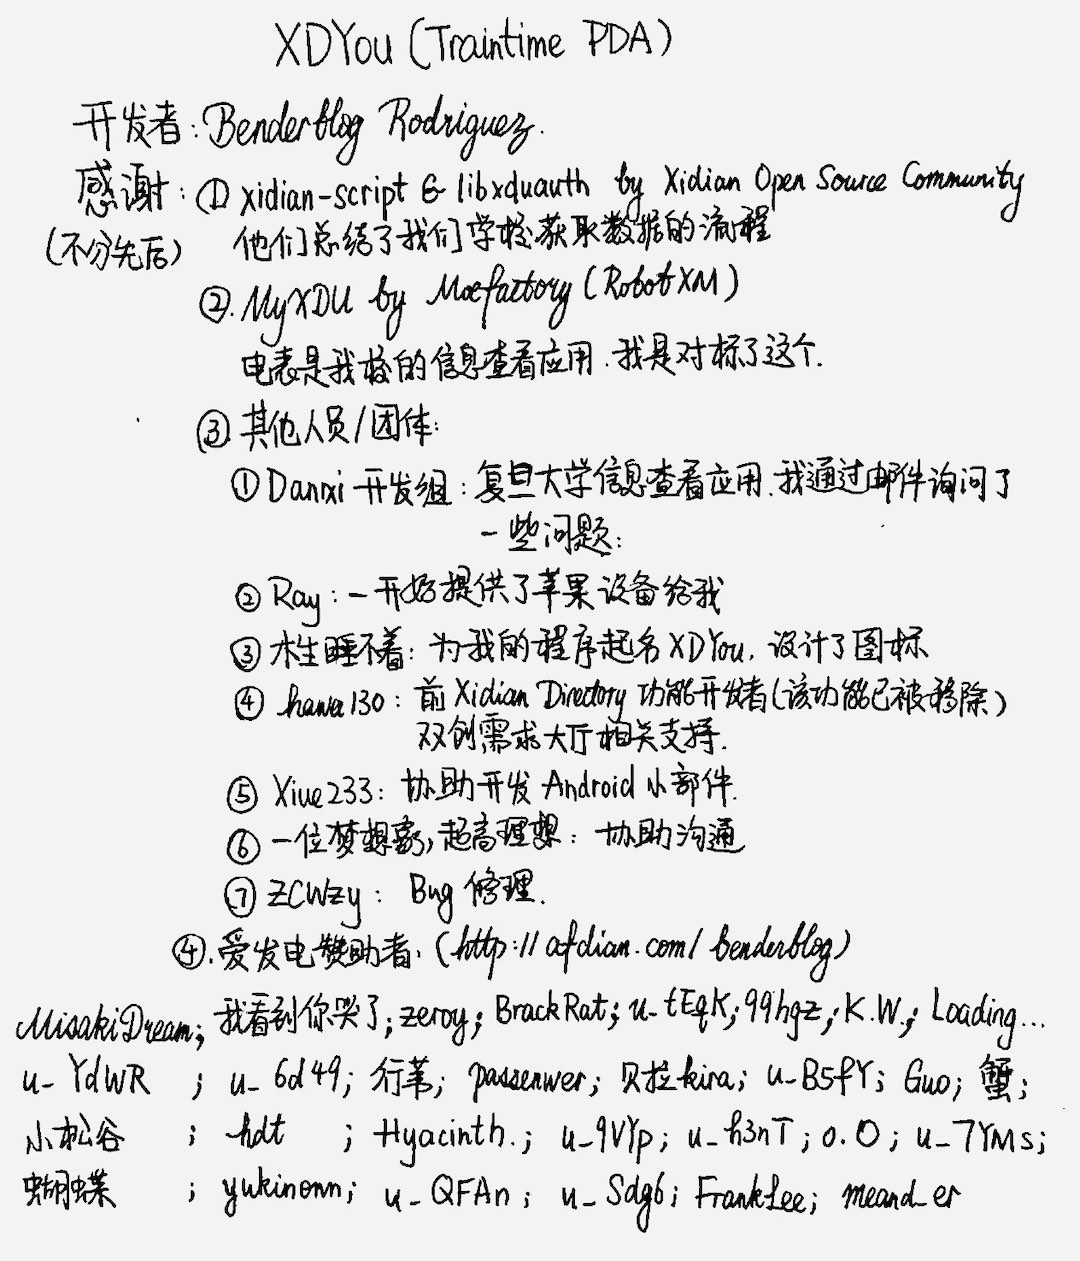 XDYou (Traintime PDA)
开发者: Benderblog Rodriguez.
感谢: ① xidian-script & libxduauth by Xidian Open Source Community
(不分先后) 他们总结了我们学校获取数据的流程
②. MyXDU by Moefactory (RobotXM)
电表是我校的信息查看应用.我是对标了这个.
③ 其他人员/团体:
① Danxi 开发组: 复旦大学信息查看应用.我通过邮件询问了
一些问题;
② Ray: 一开始提供了苹果设备给我
③ 木生睡不着: 为我的程序起名 XDYou, 设计了图标
④ hawa130: 前 Xidian Directory 功能开发者(该功能已被移除)
双创需求大厅相关支持.
⑤ Xiue233: 协助开发 Android 小部件.
⑥ 一位梦想家,超高理想: 协助沟通
⑦ ZCWzy: Bug 修理.
④. 爱发电赞助者, (http://afdian.com/benderblog)
MisakiDream; 我看到你哭了; zeroy; BrackRat; u_tEqK; 99hgz; K.W.; Loading...
u_YdWR ; u_6d49; 行苇; passenwer; 贝拉kira; u_B5fY; Guo; 蟹;
小松谷 ; hdt ; Hyacinth.; u_9VYp; u_h3nT; o.O; u_7YMs;
蝴蝶 ; yukinonn; u_QFAn; u_Sdg6; FrankLee; meand_er